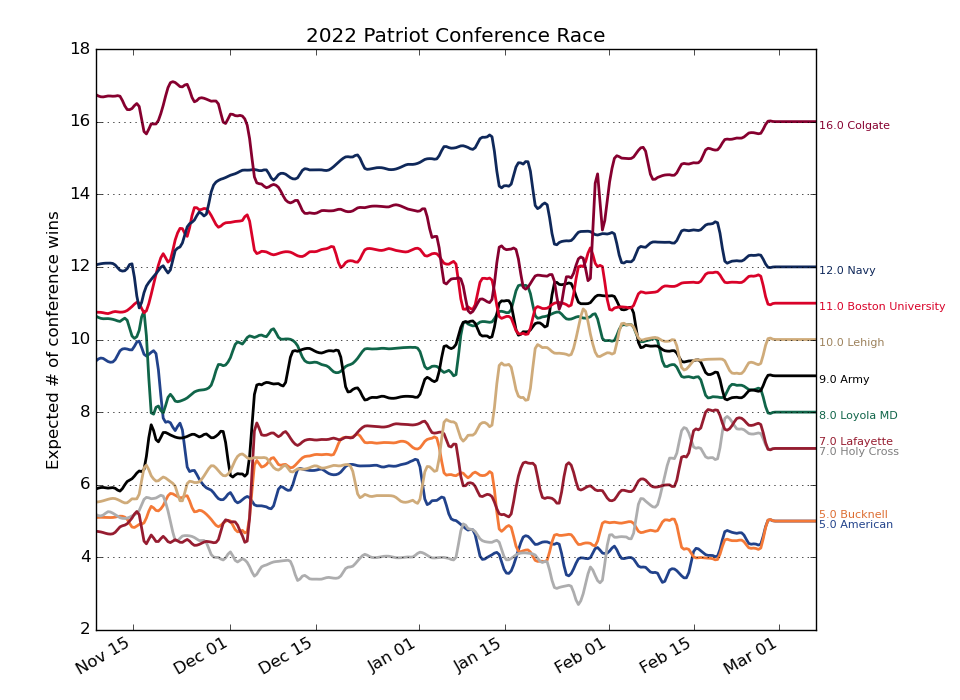 2022 Patriot Conference Race
Expected # of conference wins
18
16
14
12
10
8
6
4
2
Nov 15
Dec 01
Dec 15
Jan 01
Jan 15
Feb 01
Feb 15
Mar 01
16.0 Colgate
12.0 Navy
11.0 Boston University
10.0 Lehigh
9.0 Army
8.0 Loyola MD
7.0 Lafayette
7.0 Holy Cross
5.0 Bucknell
5.0 American